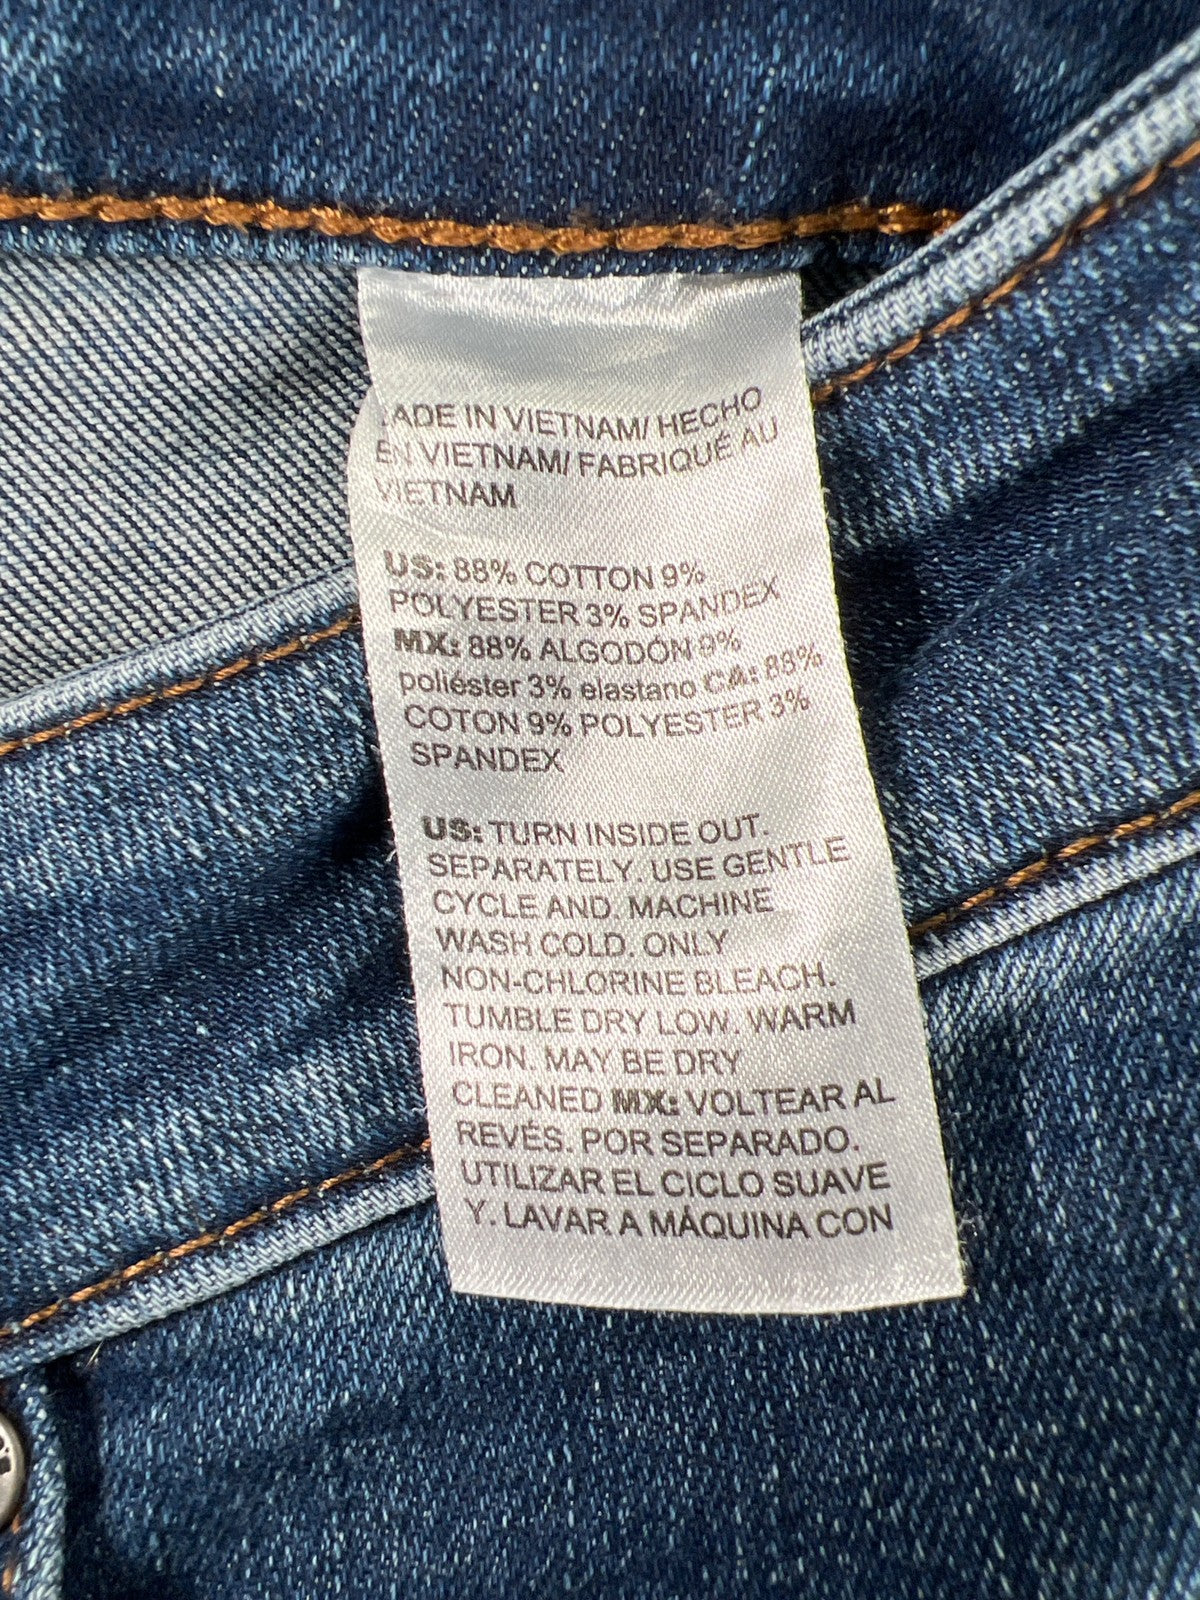 MADE IN VIETNAM/ HECHO
EN VIETNAM/ FABRIQUÉ AU
VIETNAM
US: 88% COTTON 9%
POLYESTER 3% SPANDEX
MX: 88% ALGODÓN 9%
poliéster 3% elastano CA: 88%
COTON 9% POLYESTER 3%
SPANDEX
US: TURN INSIDE OUT.
SEPARATELY. USE GENTLE
CYCLE AND. MACHINE
WASH COLD. ONLY
NON-CHLORINE BLEACH.
TUMBLE DRY LOW. WARM
IRON. MAY BE DRY
CLEANED MX: VOLTEAR AL
REVÉS. POR SEPARADO.
UTILIZAR EL CICLO SUAVE
Y. LAVAR A MÁQUINA CON